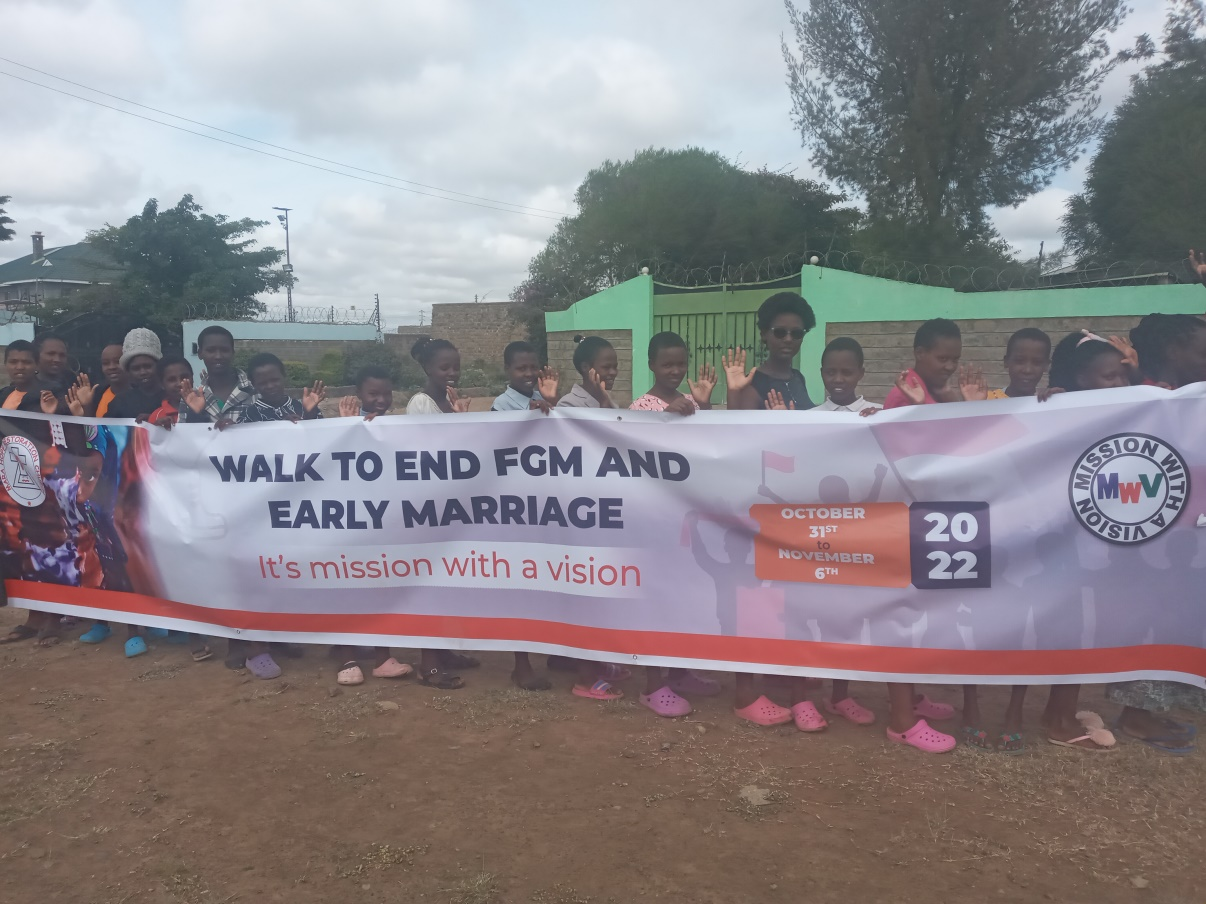 WALK TO END FGM AND
EARLY MARRIAGE
It's mission with a vision
OCTOBER
31ST
to
NOVEMBER
6TH
20
22
MISSION WITH A VISION
MWV